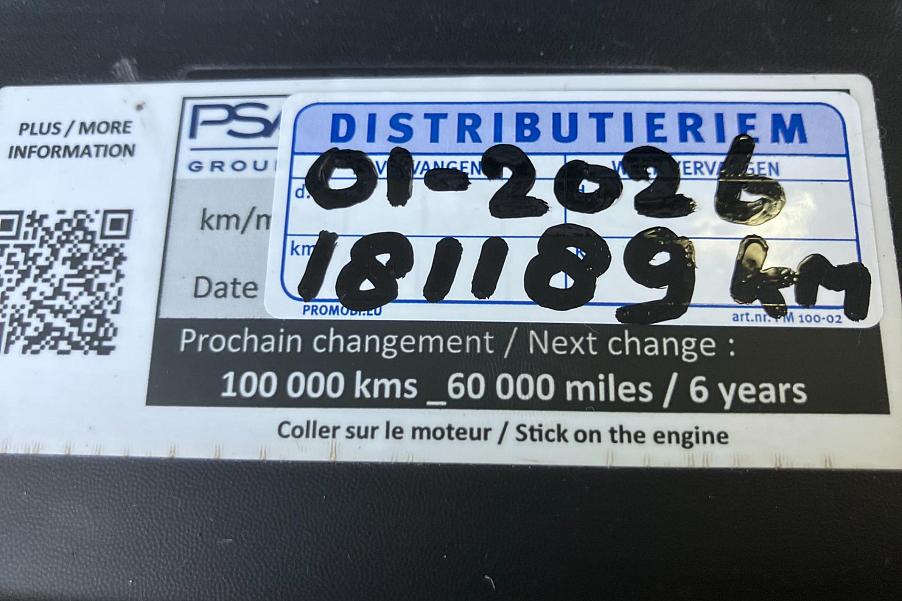 PLUS / MORE
INFORMATION
PSA
GROU
DISTRIBUTIERIEM
VERVANGEN
d.
01-2026
km
181189 km
km/m
Date
PROMOBI.EU
art.nr. PM 100-02
Prochain changement / Next change :
100 000 kms _60 000 miles / 6 years
Coller sur le moteur / Stick on the engine